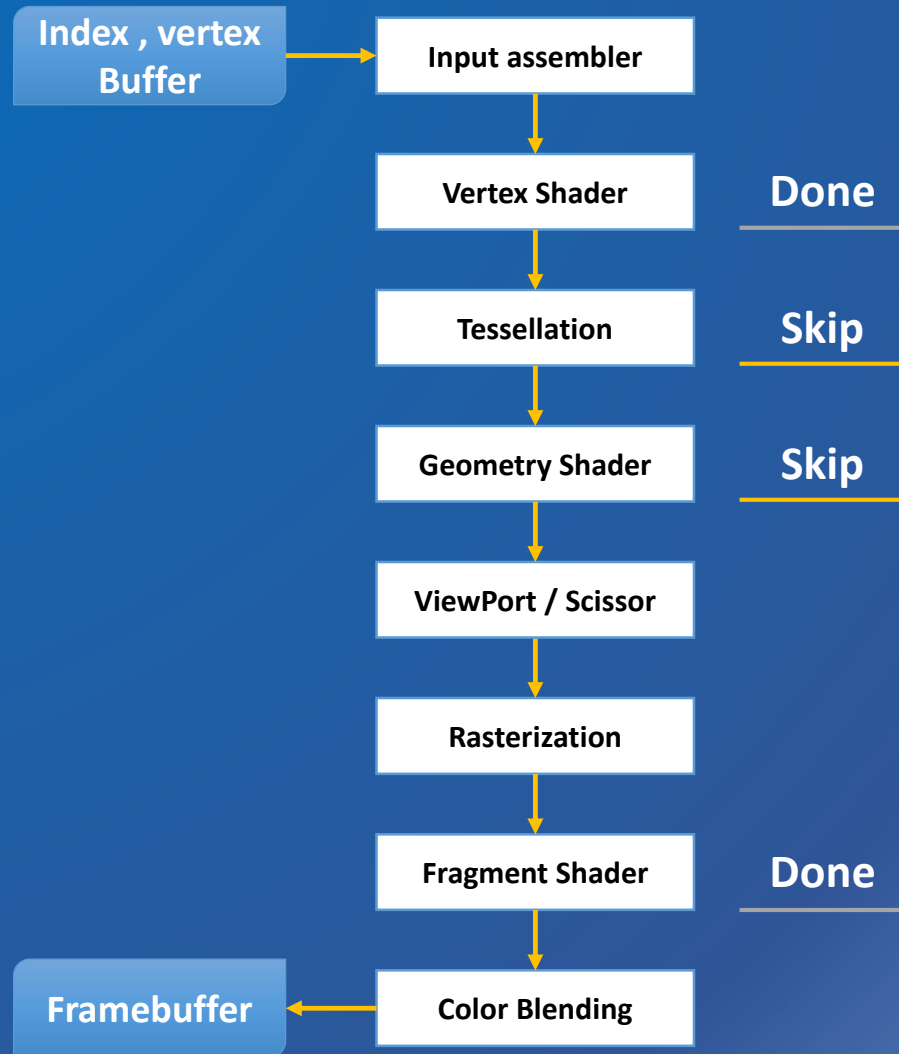 Index , vertex
Buffer
Input assembler
Vertex Shader
Done
Tessellation
Skip
Geometry Shader
Skip
ViewPort / Scissor
Rasterization
Fragment Shader
Done
Framebuffer
Color Blending